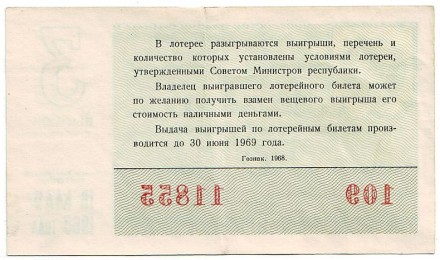 В лотерее разыгрываются выигрыши, перечень и
количество которых установлены условиями лотереи,
утвержденными Советом Министров республики.
Владелец выигравшего лотерейного билета может
по желанию получить взамен вещевого выигрыша его
стоимость наличными деньгами.
Выдача выигрышей по лотерейным билетам произ-
водится до 30 июня 1969 года.
Гознак. 1968.
11855 109